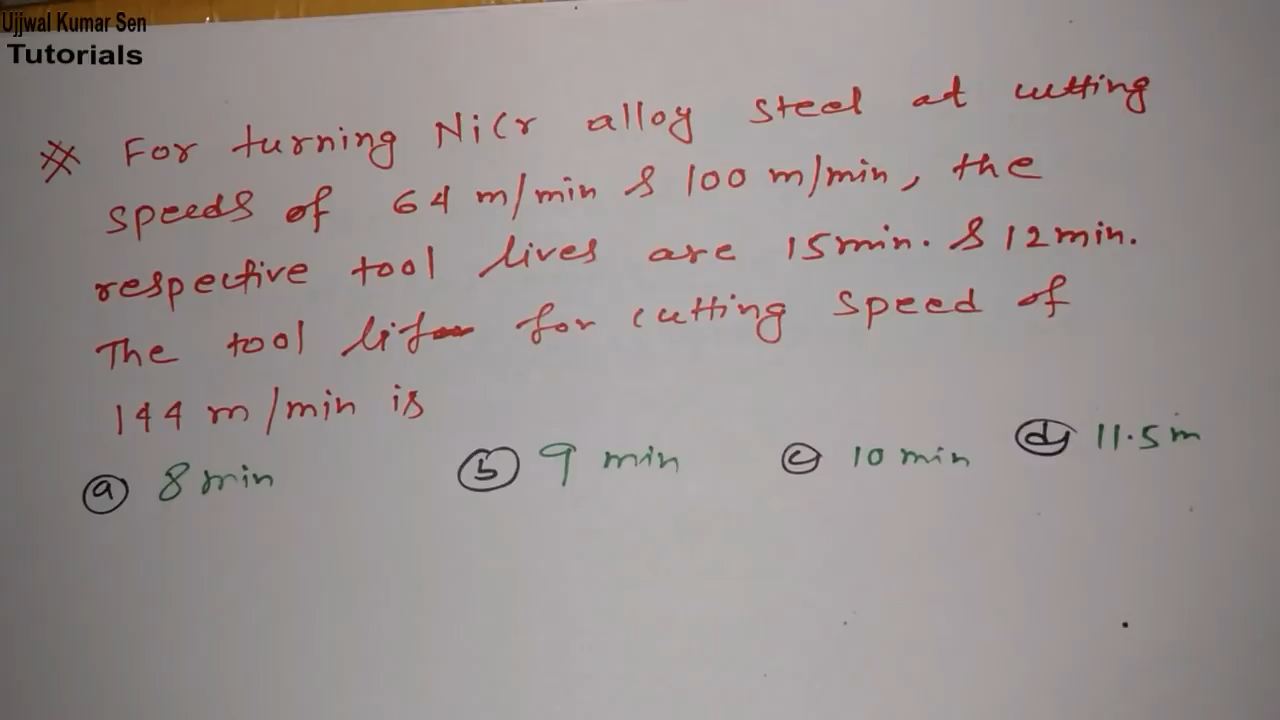 Ujjwal Kumar Sen
Tutorials
※ For turning NiCr alloy steel at cutting
speeds of 64 m/min & 100 m/min, the
respective tool lives are 15min. & 12min.
The tool life for cutting speed of
144 m/min is
(a) 8 min (b) 9 min (c) 10 min (d) 11.5 m